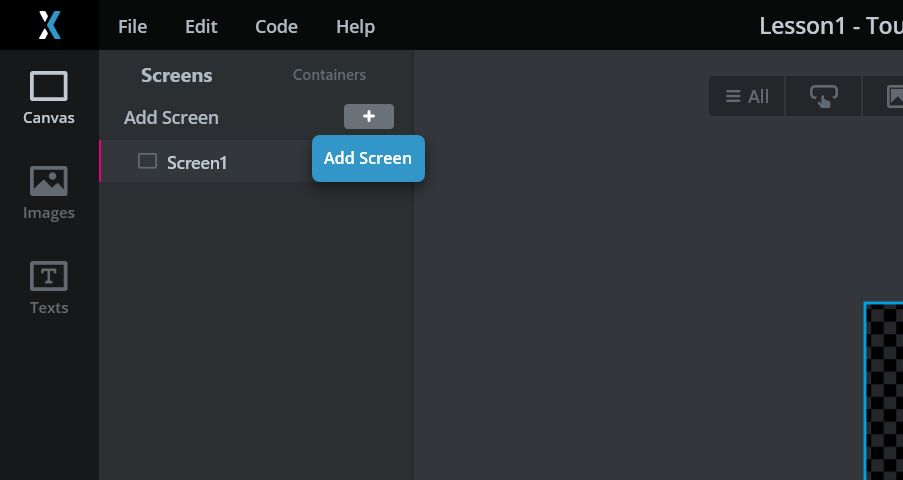 File Edit Code Help Lesson1 - Tou
Canvas
Images
Texts
Screens Containers
Add Screen +
Screen1
Add Screen
All